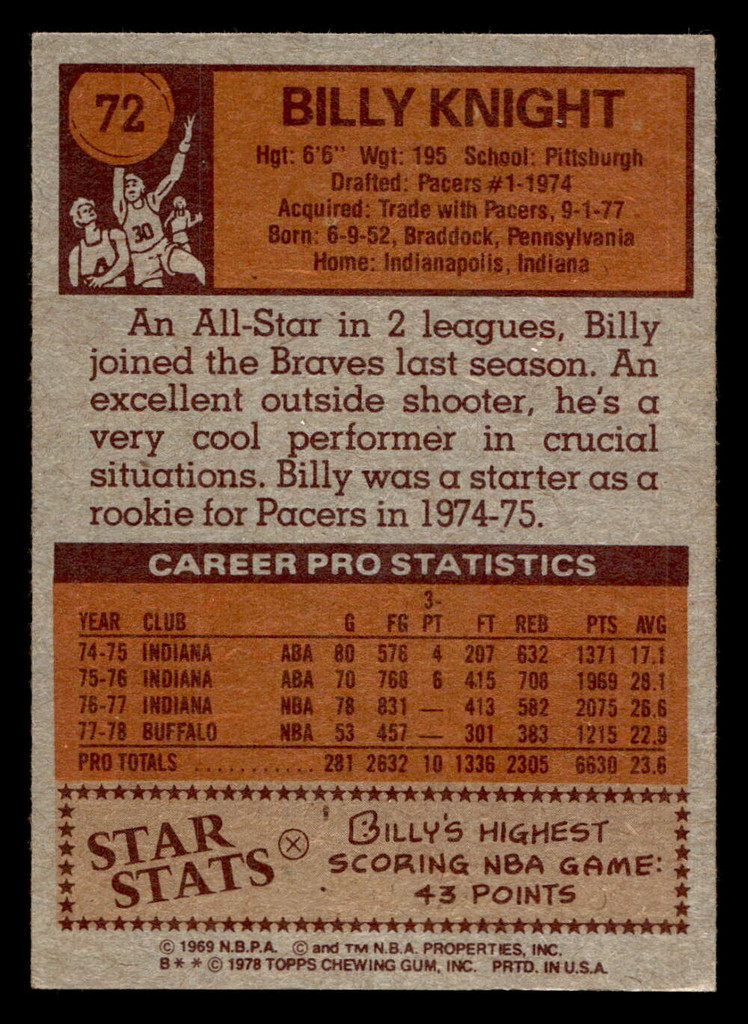 72
30
BILLY KNIGHT
Hgt: 6'6" Wgt: 195 School: Pittsburgh
Drafted: Pacers #1-1974
Acquired: Trade with Pacers, 9-1-77
Born: 6-9-52, Braddock, Pennsylvania
Home: Indianapolis, Indiana
An All-Star in 2 leagues, Billy
joined the Braves last season. An
excellent outside shooter, he's a
very cool performer in crucial
situations. Billy was a starter as a
rookie for Pacers in 1974-75.
CAREER PRO STATISTICS
YEAR CLUB G FG 3-PT FT REB PTS AVG
74-75 INDIANA ABA 80 576 4 207 632 1371 17.1
75-76 INDIANA ABA 70 768 6 415 708 1969 28.1
76-77 INDIANA NBA 78 831 — 413 582 2075 26.6
77-78 BUFFALO NBA 53 457 — 301 383 1215 22.9
PRO TOTALS ........... 281 2632 10 1336 2305 6630 23.6
STAR
STATS
BILLY'S HIGHEST
SCORING NBA GAME:
43 POINTS
© 1969 N.B.P.A. © and TM N.B.A. PROPERTIES, INC.
B * * © 1978 TOPPS CHEWING GUM, INC. PRTD. IN U.S.A.